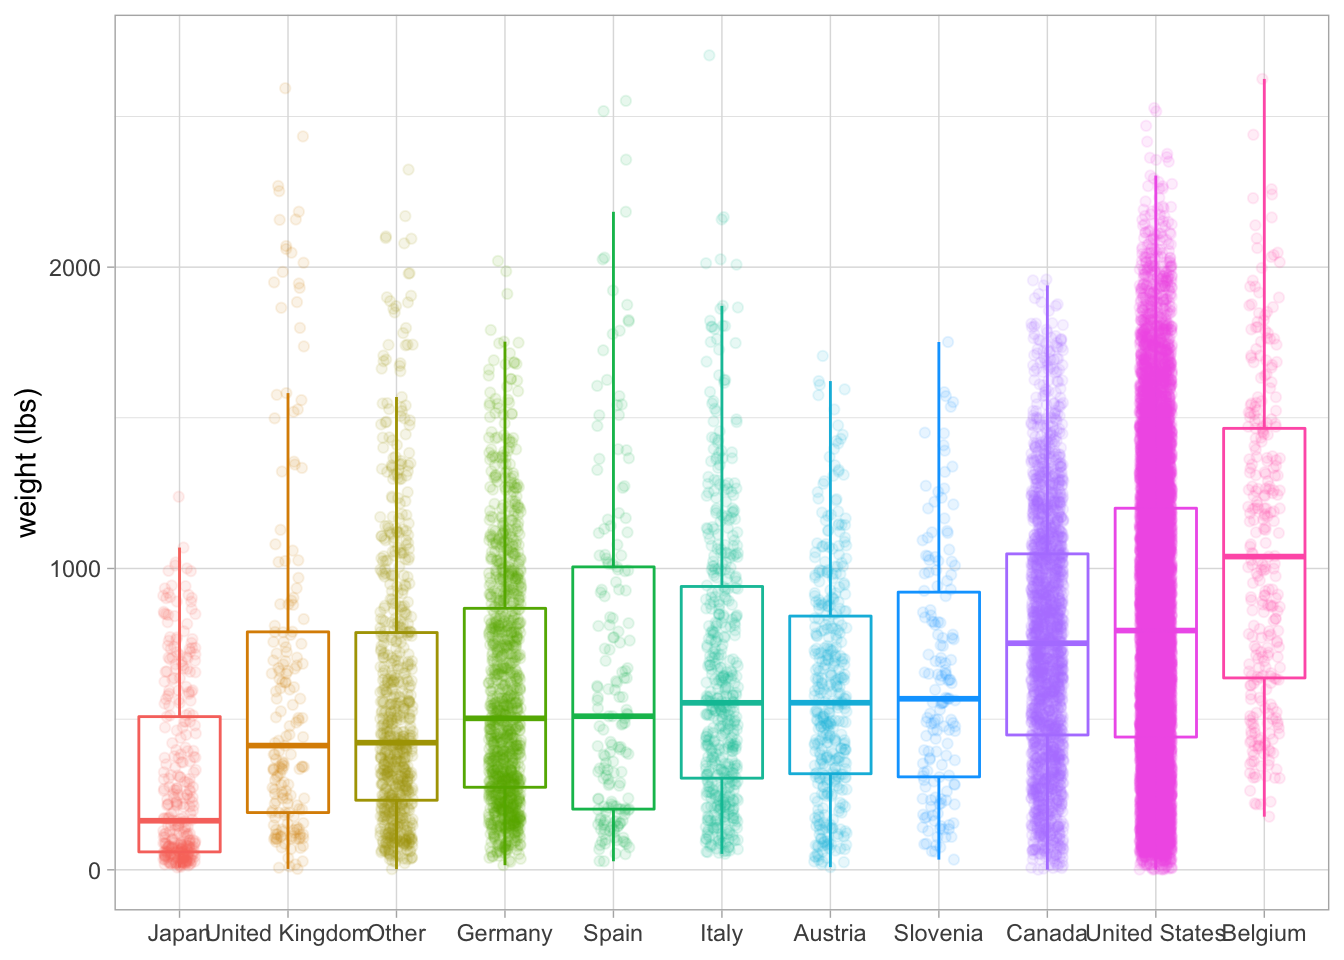 weight (lbs)
2000
1000
0
Japan United Kingdom Other Germany Spain Italy Austria Slovenia Canada United States Belgium